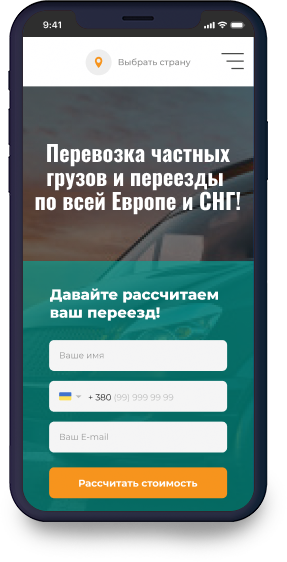 9:41
Выбрать страну
Перевозка частных
грузов и переезды
по всей Европе и СНГ!
Давайте рассчитаем
ваш переезд!
Ваше имя
+ 380 (99) 999 99 99
Ваш E-mail
Рассчитать стоимость